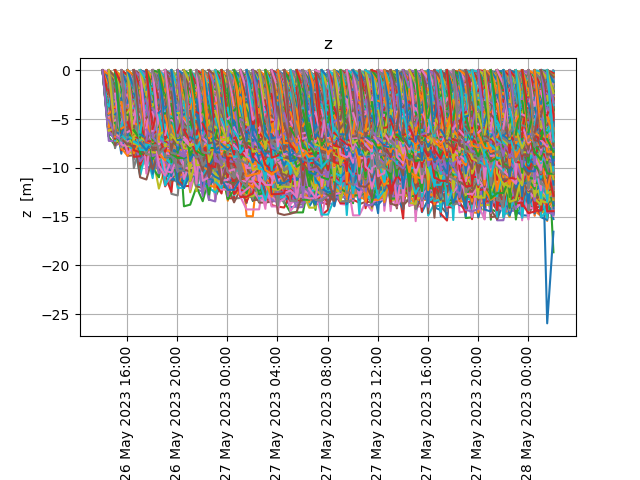 z
0
−5
−10
−15
−20
−25
z [m]
26 May 2023 16:00
26 May 2023 20:00
27 May 2023 00:00
27 May 2023 04:00
27 May 2023 08:00
27 May 2023 12:00
27 May 2023 16:00
27 May 2023 20:00
28 May 2023 00:00